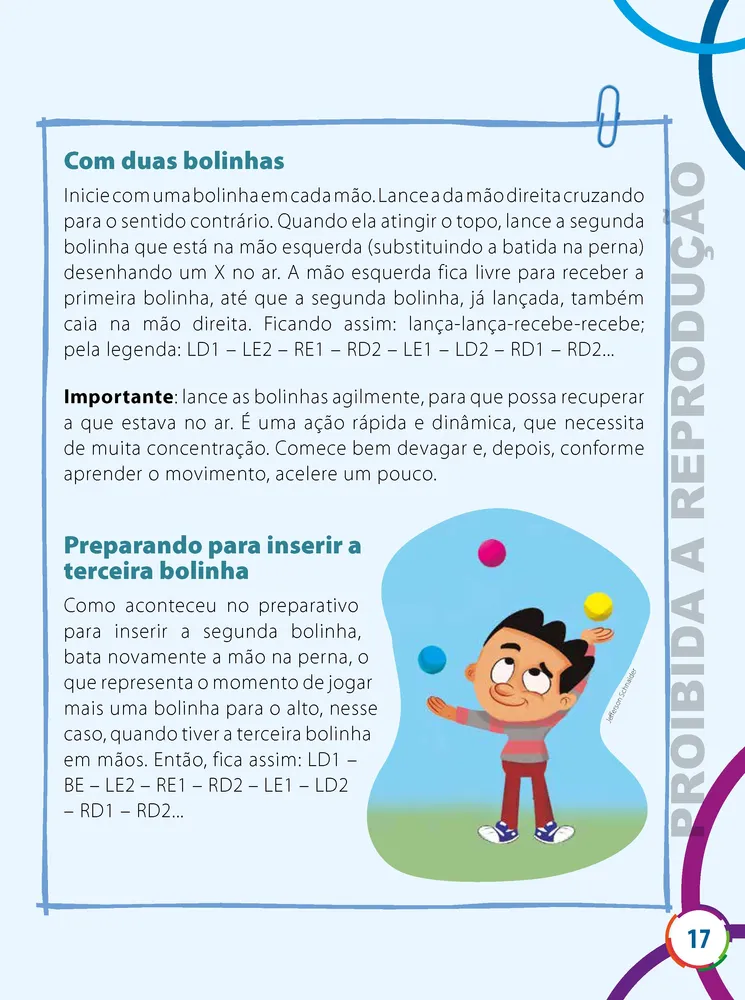 Com duas bolinhas
Inicie com uma bolinha em cada mão. Lance a da mão direita cruzando
para o sentido contrário. Quando ela atingir o topo, lance a segunda
bolinha que está na mão esquerda (substituindo a batida na perna)
desenhando um X no ar. A mão esquerda fica livre para receber a
primeira bolinha, até que a segunda bolinha, já lançada, também
caia na mão direita. Ficando assim: lança-lança-recebe-recebe;
pela legenda: LD1 – LE2 – RE1 – RD2 – LE1 – LD2 – RD1 – RD2...
Importante: lance as bolinhas agilmente, para que possa recuperar
a que estava no ar. É uma ação rápida e dinâmica, que necessita
de muita concentração. Comece bem devagar e, depois, conforme
aprender o movimento, acelere um pouco.
Preparando para inserir a
terceira bolinha
Como aconteceu no preparativo
para inserir a segunda bolinha,
bata novamente a mão na perna, o
que representa o momento de jogar
mais uma bolinha para o alto, nesse
caso, quando tiver a terceira bolinha
em mãos. Então, fica assim: LD1 –
BE – LE2 – RE1 – RD2 – LE1 – LD2
– RD1 – RD2...
Jefferson Schnaider
PROIBIDA A REPRODUÇÃO
17